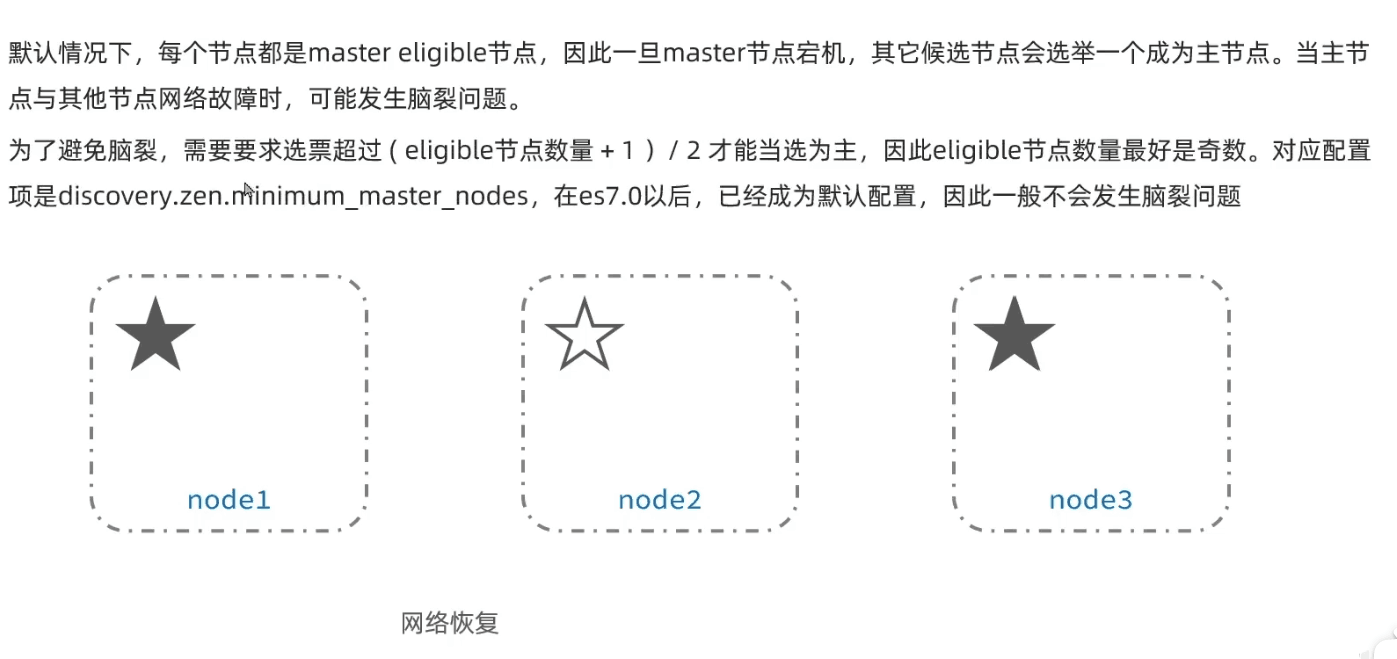 默认情况下，每个节点都是master eligible节点，因此一旦master节点宕机，其它候选节点会选举一个成为主节点。当主节
点与其他节点网络故障时，可能发生脑裂问题。
为了避免脑裂，需要要求选票超过 ( eligible节点数量 + 1 ）/ 2 才能当选为主，因此eligible节点数量最好是奇数。对应配置
项是discovery.zen.minimum_master_nodes，在es7.0以后，已经成为默认配置，因此一般不会发生脑裂问题
node1
node2
node3
网络恢复